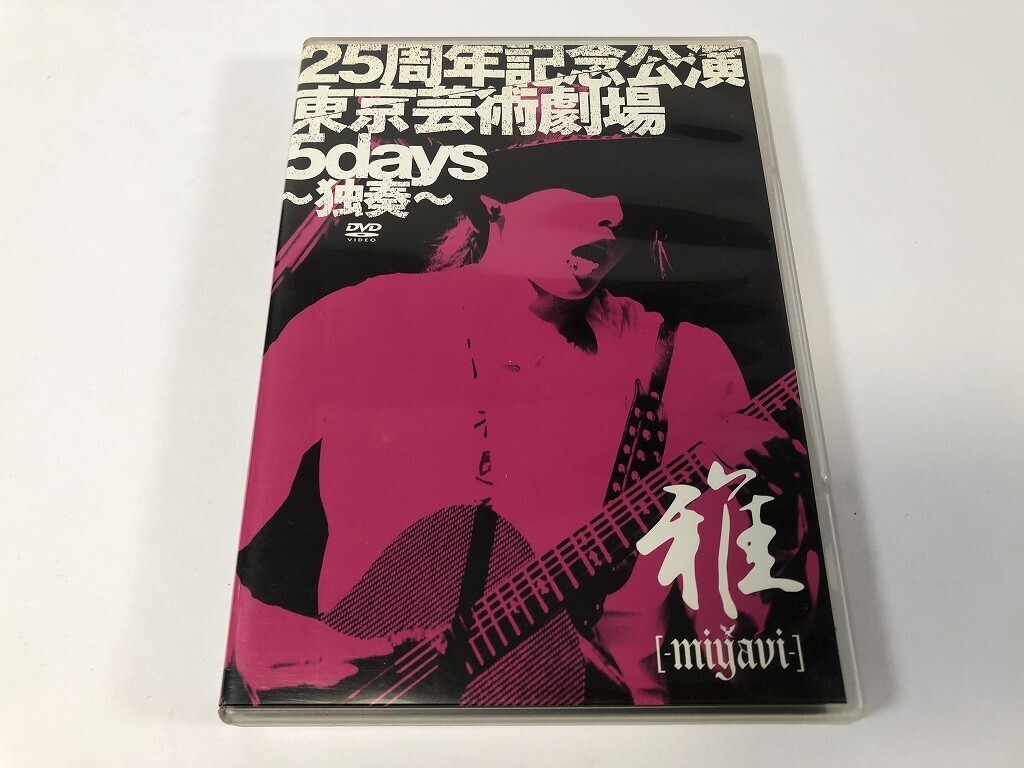 25周年記念公演
東京芸術劇場
5days
～独奏～
DVD
VIDEO
雅
[-miyavi-]